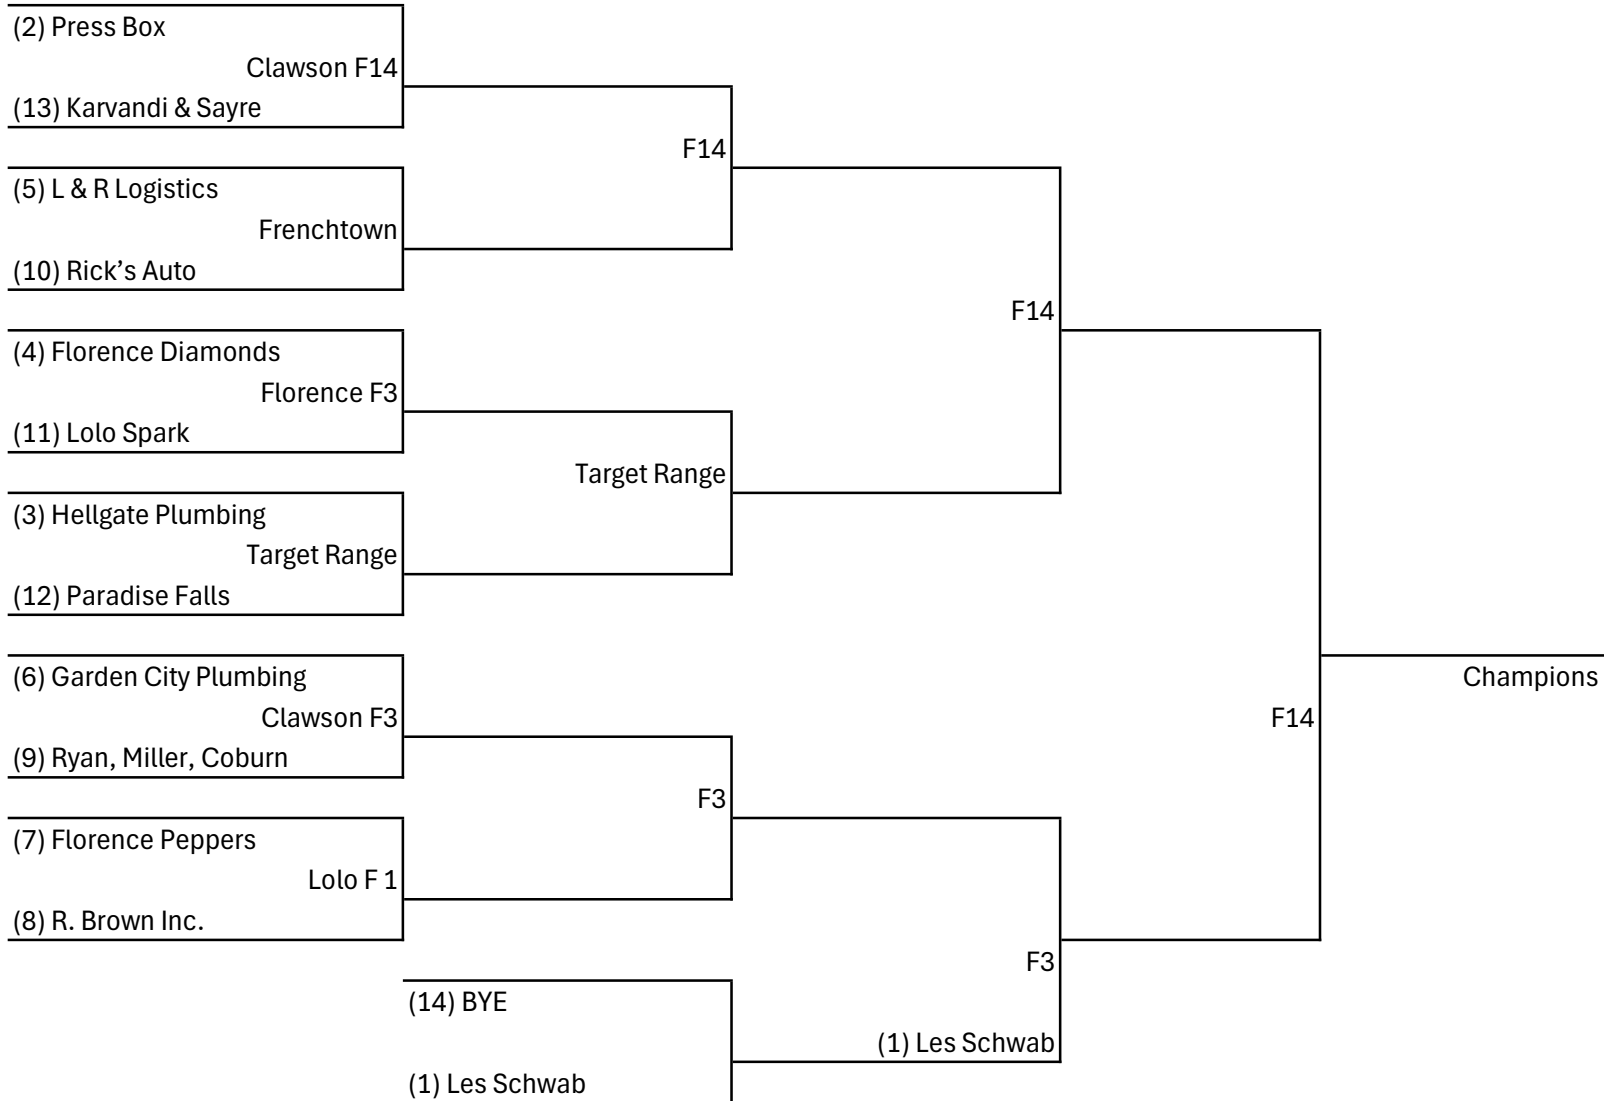 (2) Press Box
Clawson F14
(13) Karvandi & Sayre
F14
(5) L & R Logistics
Frenchtown
(10) Rick's Auto
F14
(4) Florence Diamonds
Florence F3
(11) Lolo Spark
Target Range
(3) Hellgate Plumbing
Target Range
(12) Paradise Falls
(6) Garden City Plumbing
Champions
Clawson F3
F14
(9) Ryan, Miller, Coburn
F3
(7) Florence Peppers
Lolo F 1
(8) R. Brown Inc.
F3
(14) BYE
(1) Les Schwab
(1) Les Schwab